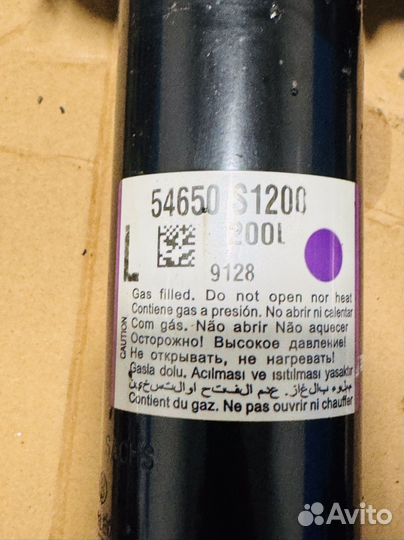 54650 S1200
200L
L
9128
CAUTION
Gas filled. Do not open nor heat
Contiene gas a presión. No abrir ni calentar
Com gás. Não abrir Não aquecer
Осторожно! Высокое давление!
Не открывать, не нагревать!
Gasla dolu. Açılması ve ısıtılması yasaktır
Contient du gaz. Ne pas ouvrir ni chauffer
SACHS
Avito